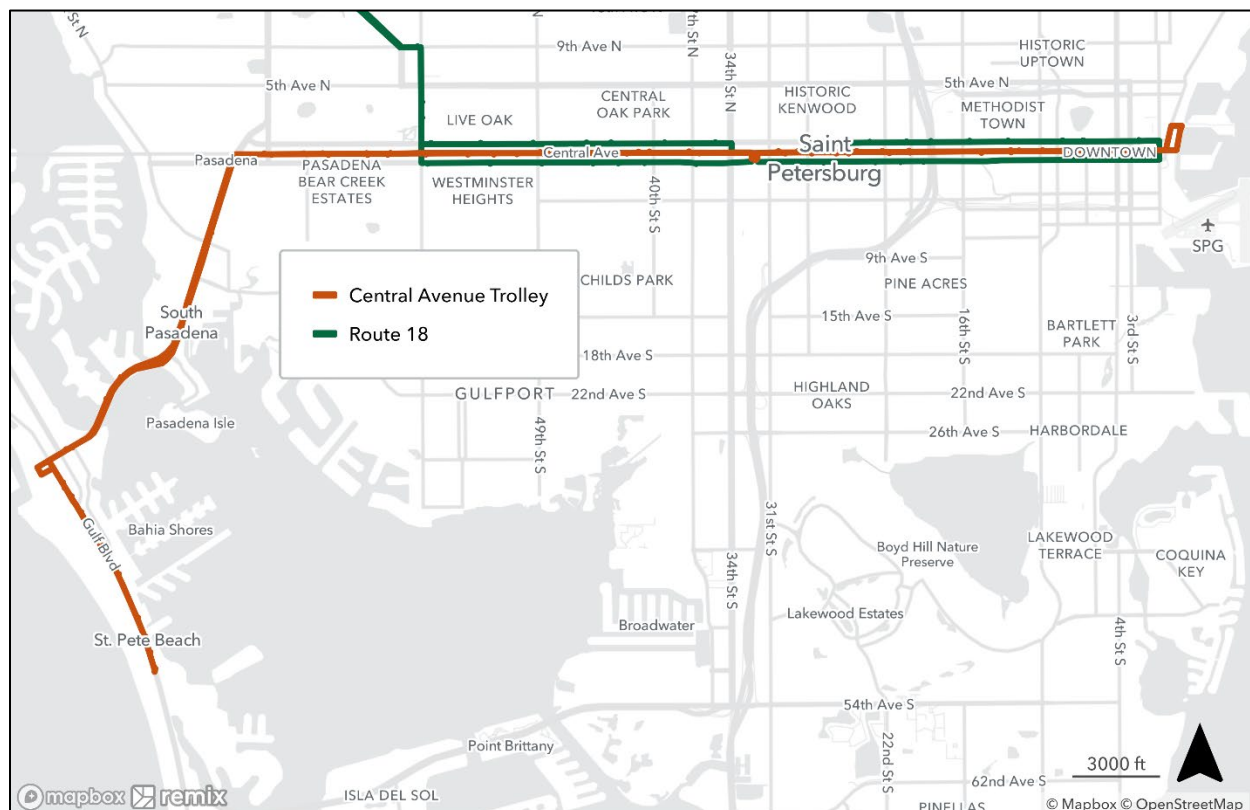 9th Ave N
HISTORIC
UPTOWN
5th Ave N
5th Ave N
34th St N
CENTRAL
OAK PARK
HISTORIC
KENWOOD
METHODIST
TOWN
LIVE OAK
Pasadena
Central Ave
Saint
Petersburg
DOWNTOWN
PASADENA
BEAR CREEK
ESTATES
WESTMINSTER
HEIGHTS
40th St S
SPG
9th Ave S
PINE ACRES
CHILDS PARK
Central Avenue Trolley
Route 18
South
Pasadena
15th Ave S
16th St S
BARTLETT
PARK
3rd St S
18th Ave S
GULFPORT
22nd Ave S
HIGHLAND
OAKS
22nd Ave S
Pasadena Isle
49th St S
26th Ave S
HARBORDALE
31st St S
Gulf Blvd
Bahia Shores
Boyd Hill Nature
Preserve
LAKEWOOD
TERRACE
COQUINA
KEY
34th St S
St. Pete Beach
Broadwater
Lakewood Estates
4th St S
54th Ave S
22nd St S
Point Brittany
3000 ft
62nd Ave S
ISLA DEL SOL
PINELLAS
mapbox remix
© Mapbox © OpenStreetMap